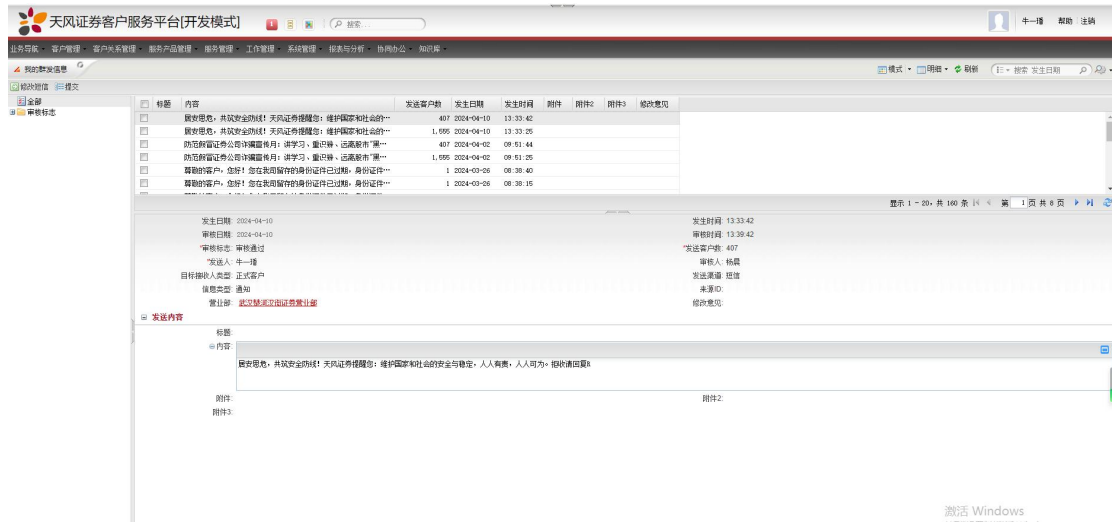 天风证券客户服务平台[开发模式] 搜索... 牛一播 帮助 注销
业务导航 客户管理 客户关系管理 服务产品管理 服务管理 工作管理 系统管理 报表与分析 协同办公 知识库
我的群发信息 模式 明细 刷新 搜索 发生日期
修改短信 提交
全部
审核标志
标题 内容 发送客户数 发生日期 发生时间 附件 附件2 附件3 修改意见
居安思危,共筑安全防线!天风证券提醒您:维护国家和社会的… 407 2024-04-10 13:33:42
居安思危,共筑安全防线!天风证券提醒您:维护国家和社会的… 1,555 2024-04-10 13:33:25
防范假冒证券公司诈骗宣传月:讲学习、重识辨、远离股市"黑… 407 2024-04-02 09:51:44
防范假冒证券公司诈骗宣传月:讲学习、重识辨、远离股市"黑… 1,555 2024-04-02 09:51:25
尊敬的客户,您好!您在我司留存的身份证件已过期,身份证件… 1 2024-03-26 08:38:40
尊敬的客户,您好!您在我司留存的身份证件已过期,身份证件… 1 2024-03-26 08:38:15
显示 1 - 20,共 160 条 第 1 页 共 8 页
发生日期: 2024-04-10 发生时间: 13:33:42
审核日期: 2024-04-10 审核时间: 13:39:42
*审核标志: 审核通过 *发送客户数: 407
*发送人: 牛一播 审核人: 杨晨
目标接收人类型: 正式客户 发送渠道: 短信
信息类型: 通知 来源ID:
营业部: 武汉楚河汉街证券营业部 修改意见:
发送内容
标题:
内容:
居安思危,共筑安全防线!天风证券提醒您:维护国家和社会的安全与稳定,人人有责,人人可为。拒收请回复R
附件: 附件2:
附件3:
激活 Windows